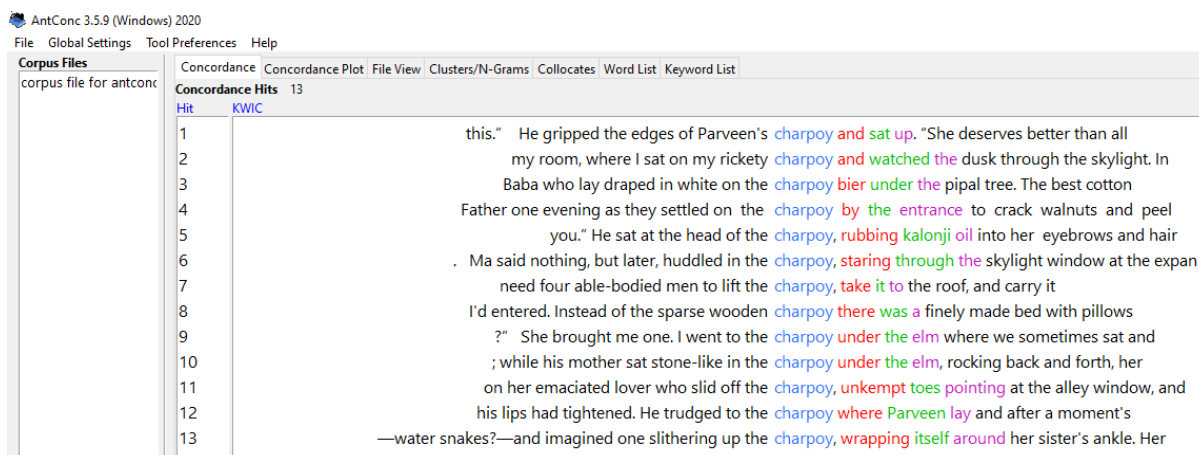 AntConc 3.5.9 (Windows) 2020
File Global Settings Tool Preferences Help
Corpus Files
corpus file for antconc
Concordance Concordance Plot File View Clusters/N-Grams Collocates Word List Keyword List
Concordance Hits 13
Hit KWIC
1 this.” He gripped the edges of Parveen's charpoy and sat up. “She deserves better than all
2 my room, where I sat on my rickety charpoy and watched the dusk through the skylight. In
3 Baba who lay draped in white on the charpoy bier under the pipal tree. The best cotton
4 Father one evening as they settled on the charpoy by the entrance to crack walnuts and peel
5 you.” He sat at the head of the charpoy, rubbing kalonji oil into her eyebrows and hair
6 . Ma said nothing, but later, huddled in the charpoy, staring through the skylight window at the expan
7 need four able-bodied men to lift the charpoy, take it to the roof, and carry it
8 I'd entered. Instead of the sparse wooden charpoy there was a finely made bed with pillows
9 ?” She brought me one. I went to the charpoy under the elm where we sometimes sat and
10 ; while his mother sat stone-like in the charpoy under the elm, rocking back and forth, her
11 on her emaciated lover who slid off the charpoy, unkempt toes pointing at the alley window, and
12 his lips had tightened. He trudged to the charpoy where Parveen lay and after a moment's
13 —water snakes?—and imagined one slithering up the charpoy, wrapping itself around her sister's ankle. Her